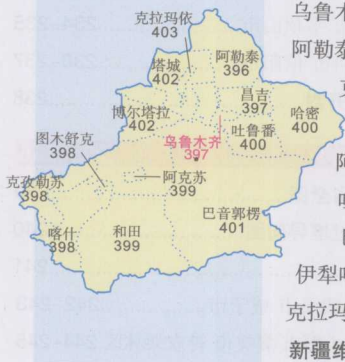 克拉玛依
403
塔城
402
阿勒泰
396
昌吉
397
博尔塔拉
402
乌鲁木齐
397
吐鲁番
400
哈密
400
图木舒克
398
克孜勒苏
398
阿克苏
399
喀什
398
和田
399
巴音郭楞
401
乌鲁木
阿勒泰
伊犁哈
克拉玛
新疆维